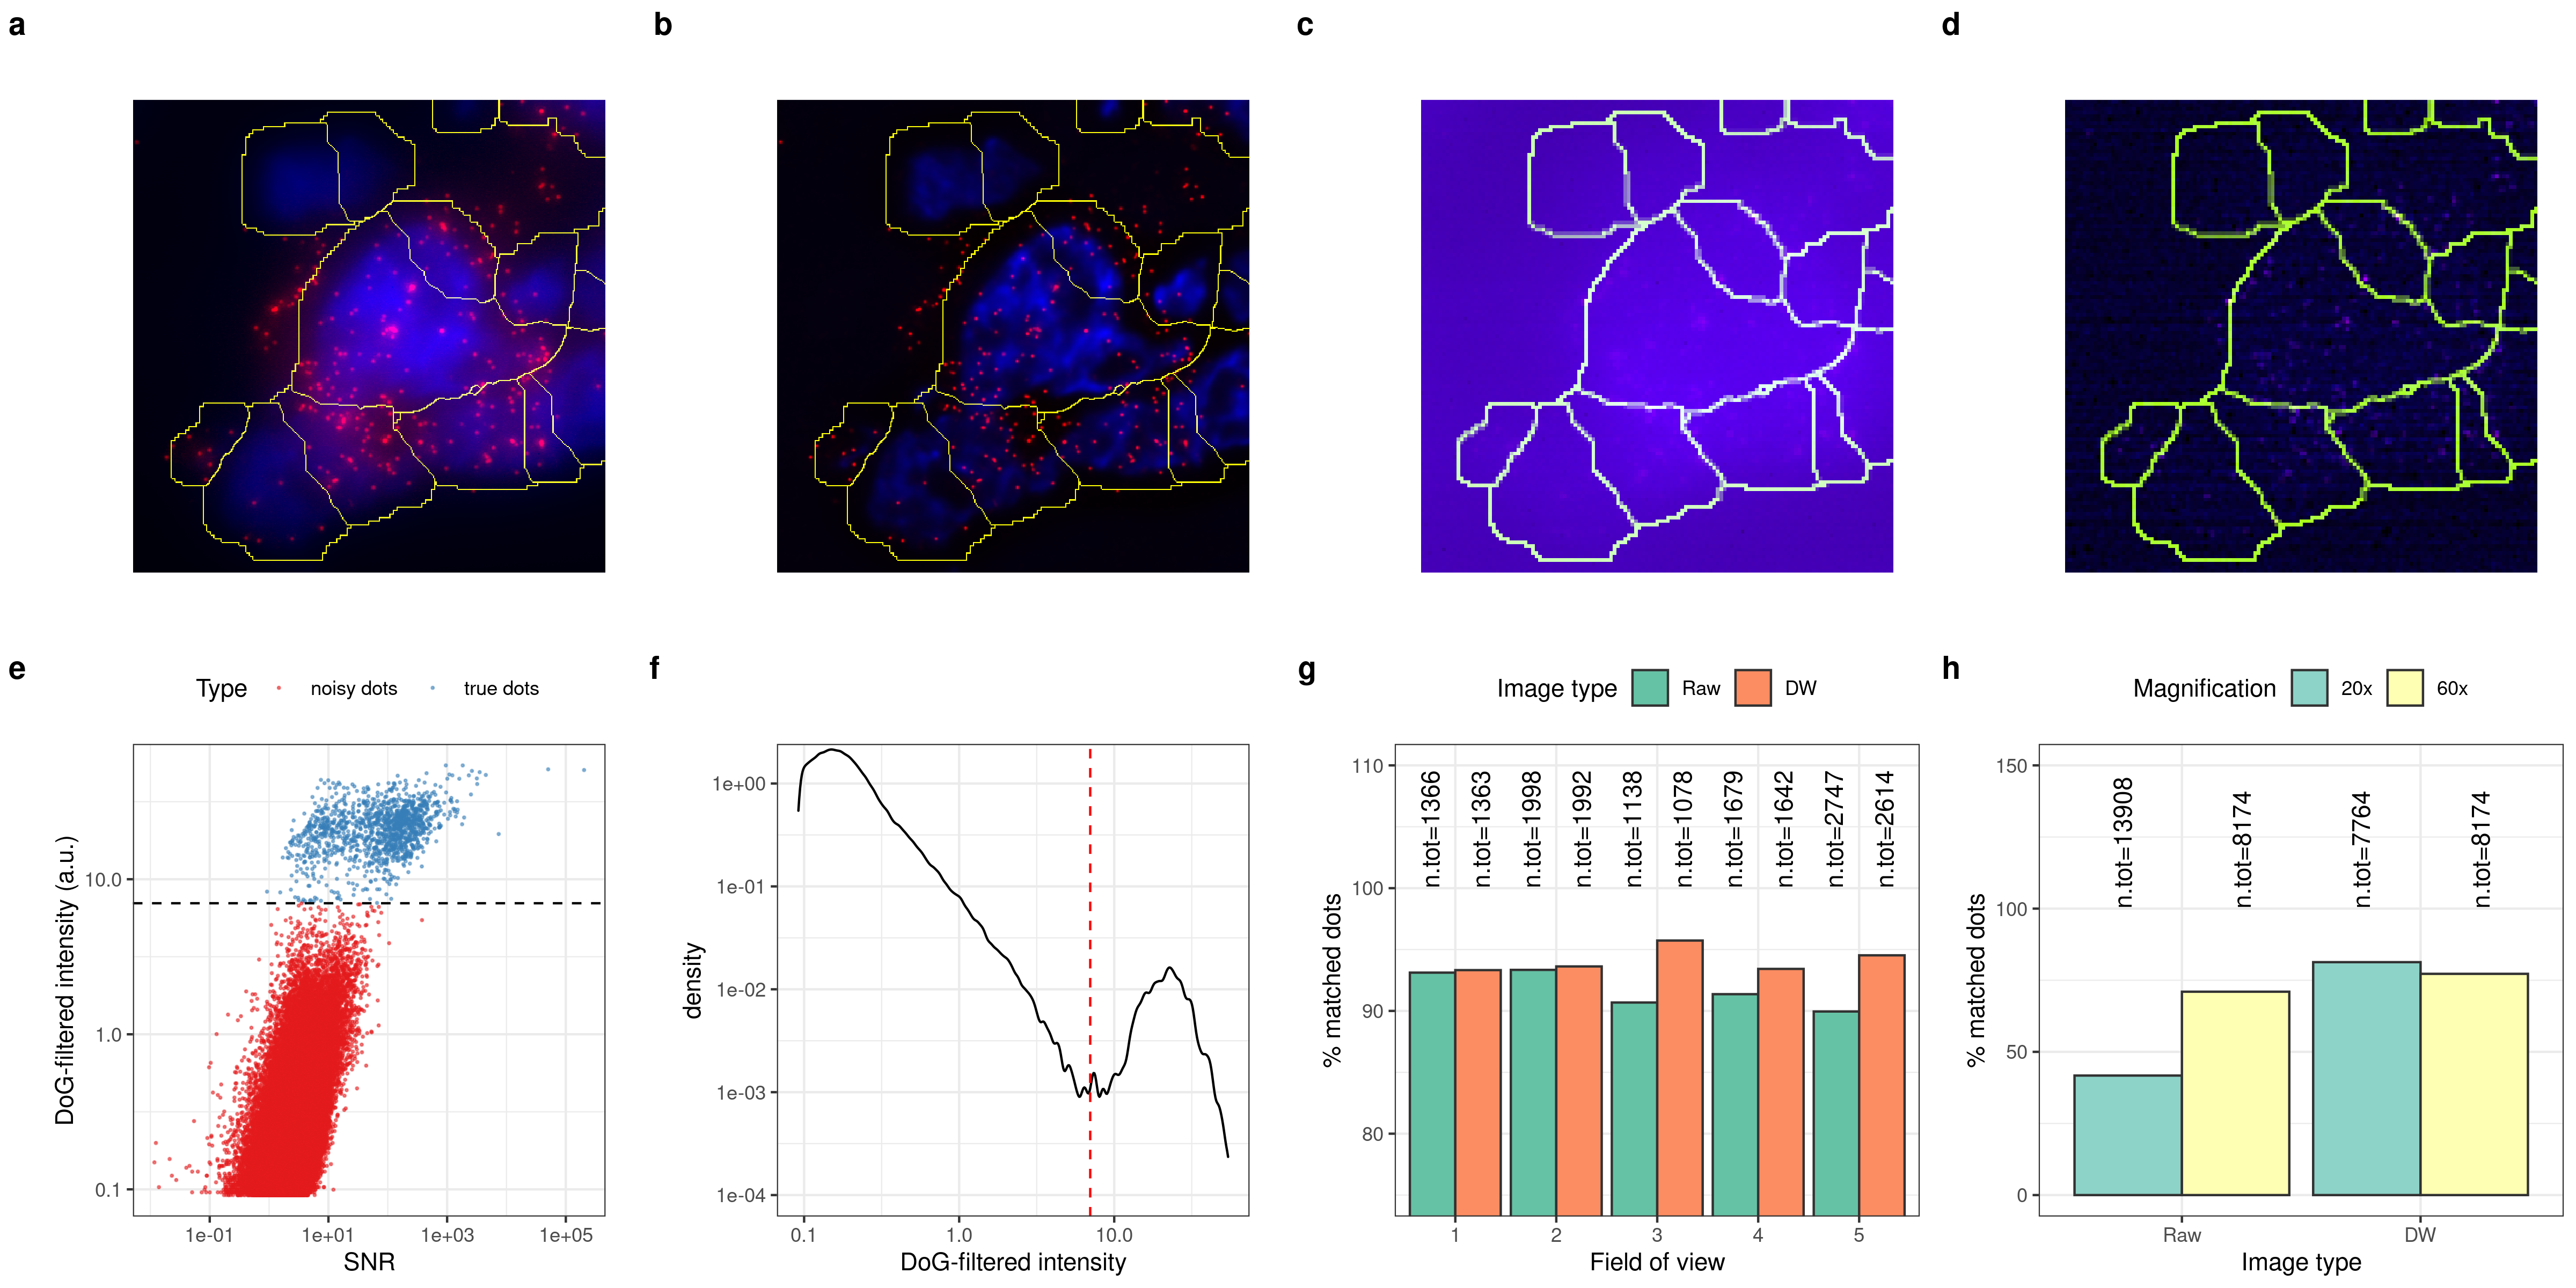 a
b
c
d
e
Type noisy dots true dots
DoG-filtered intensity (a.u.)
10.0
1.0
0.1
1e-01 1e+01 1e+03 1e+05
SNR
f
density
1e+00
1e-01
1e-02
1e-03
1e-04
0.1 1.0 10.0
DoG-filtered intensity
g
Image type Raw DW
% matched dots
110
100
90
80
n.tot=1366
n.tot=1363
n.tot=1998
n.tot=1992
n.tot=1138
n.tot=1078
n.tot=1679
n.tot=1642
n.tot=2747
n.tot=2614
1 2 3 4 5
Field of view
h
Magnification 20x 60x
% matched dots
150
100
50
0
n.tot=13908
n.tot=8174
n.tot=7764
n.tot=8174
Raw DW
Image type